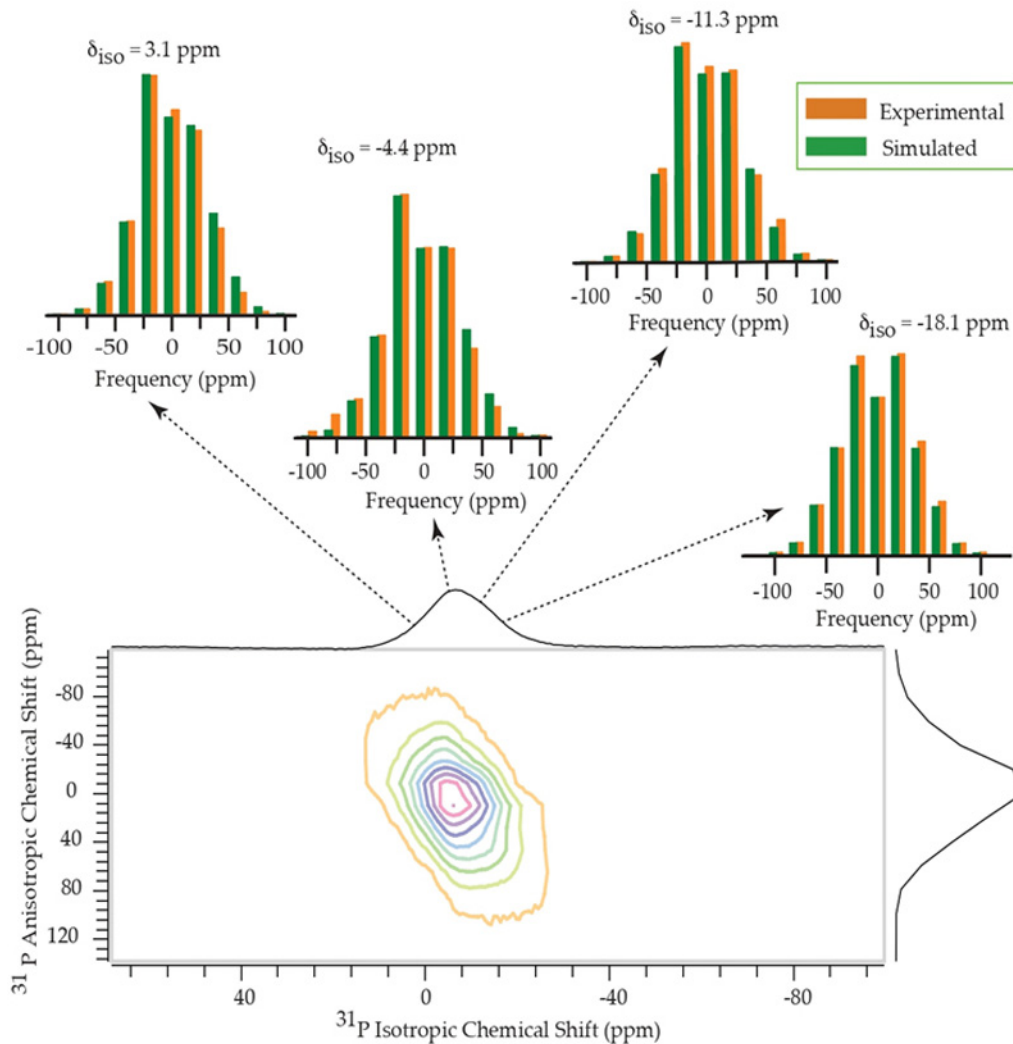 δiso = 3.1 ppm
-100 -50 0 50 100
Frequency (ppm)
δiso = -4.4 ppm
-100 -50 0 50 100
Frequency (ppm)
δiso = -11.3 ppm
-100 -50 0 50 100
Frequency (ppm)
Experimental
Simulated
δiso = -18.1 ppm
-100 -50 0 50 100
Frequency (ppm)
31P Anisotropic Chemical Shift (ppm)
-80
-40
0
40
80
120
40 0 -40 -80
31P Isotropic Chemical Shift (ppm)